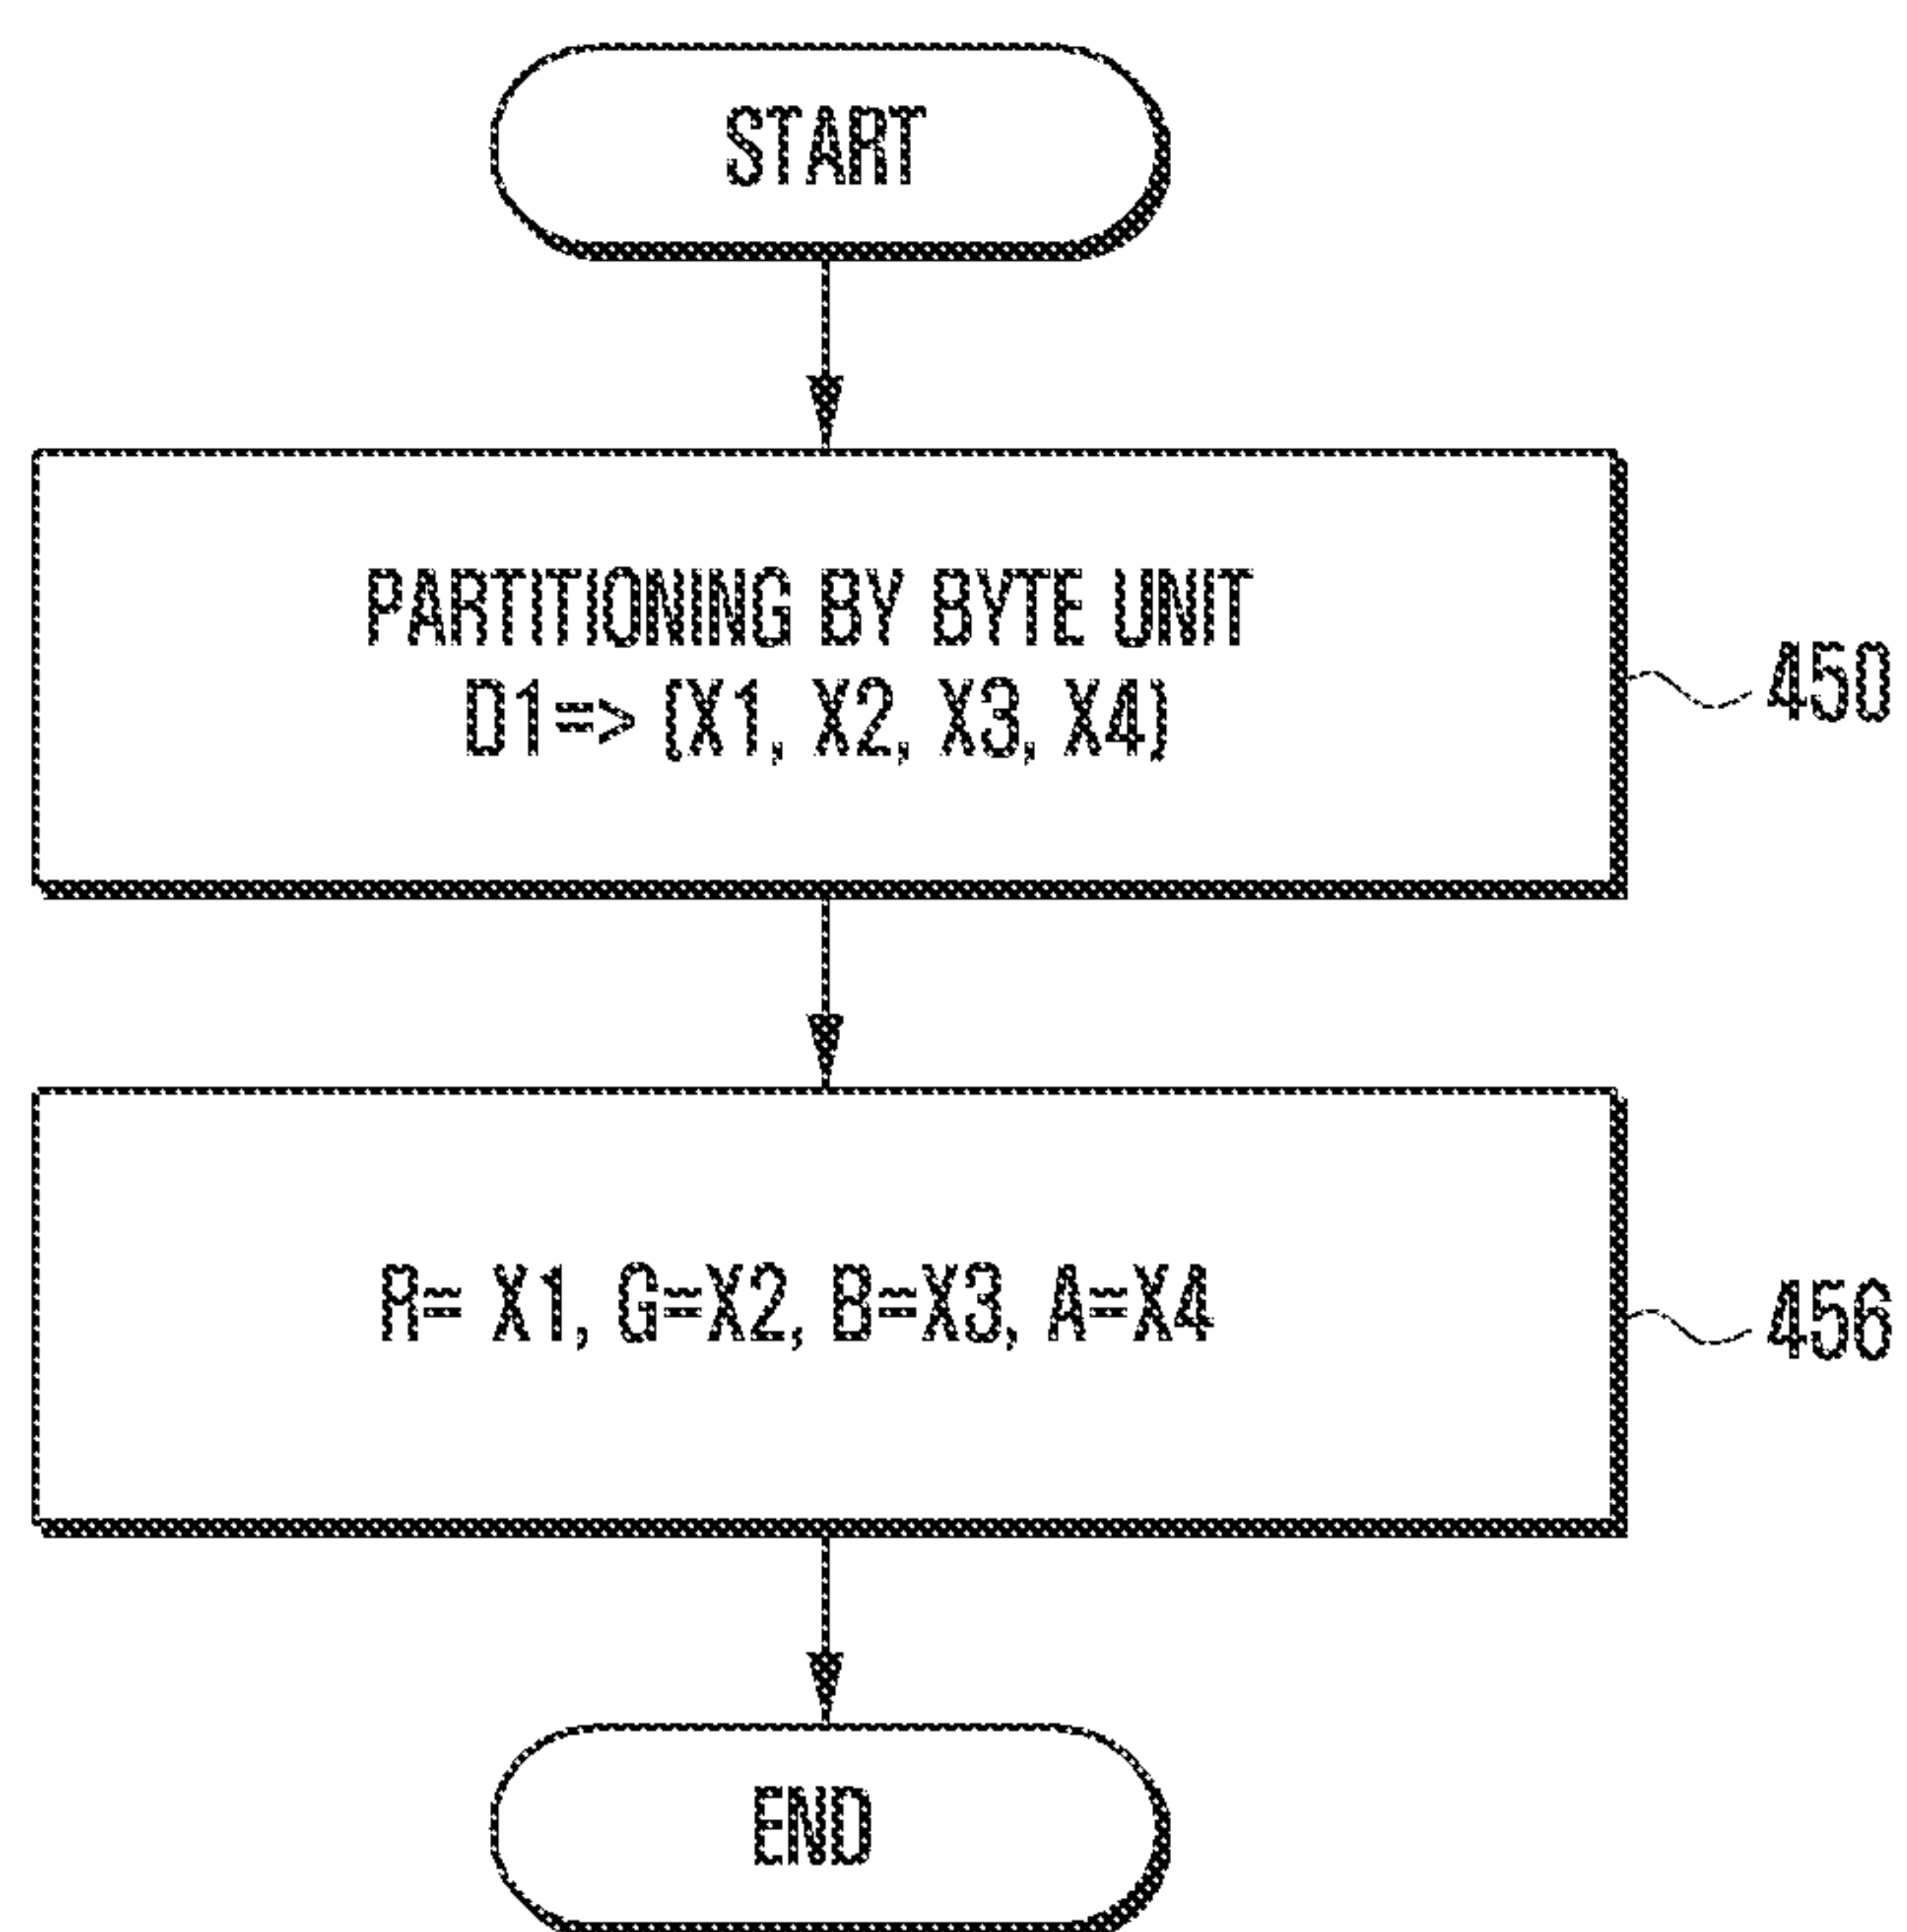 START
PARTITIONING BY BYTE UNIT
D1=> (X1, X2, X3, X4)
450
R= X1, G=X2, B=X3, A=X4
456
END